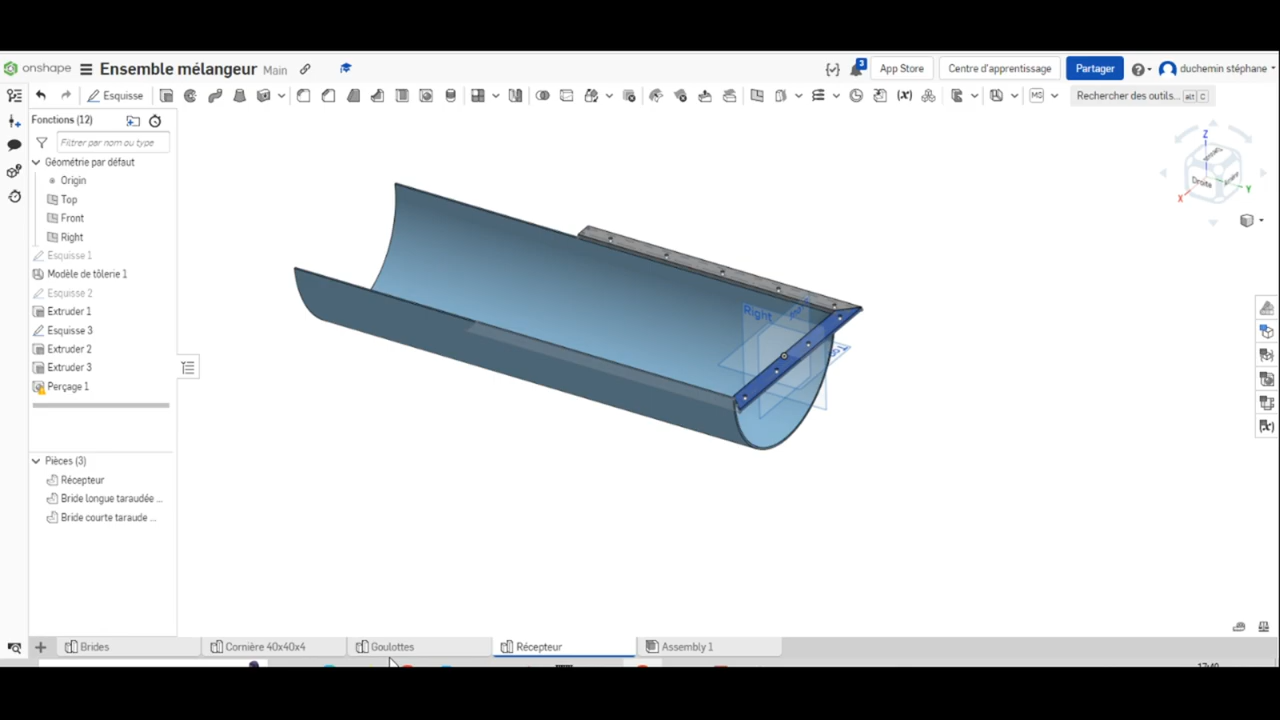 onshape Ensemble mélangeur Main 3 App Store Centre d'apprentissage Partager duchemin stéphane
Esquisse Rechercher des outils... alt C
Fonctions (12)
Filtrer par nom ou type
Géométrie par défaut
Origin
Top
Front
Right
Esquisse 1
Modèle de tôlerie 1
Esquisse 2
Extruder 1
Esquisse 3
Extruder 2
Extruder 3
Perçage 1
Pièces (3)
Récepteur
Bride longue taraudée ...
Bride courte taraude ...
Right
Z
Droite
X
Y
Brides Cornière 40x40x4 Goulottes Récepteur Assembly 1